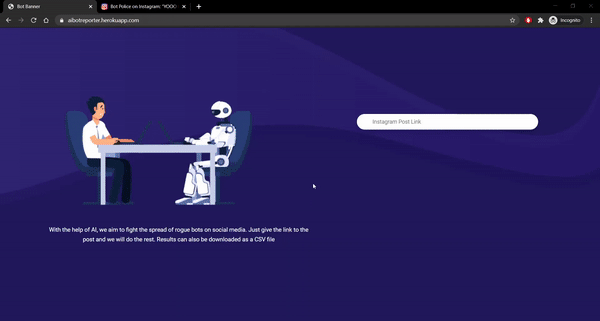 Bot Banner
Bot Police on Instagram: "YOOO
aibotreporter.herokuapp.com
Incognito
Instagram Post Link
With the help of AI, we aim to fight the spread of rogue bots on social media. Just give the link to the
post and we will do the rest. Results can also be downloaded as a CSV file